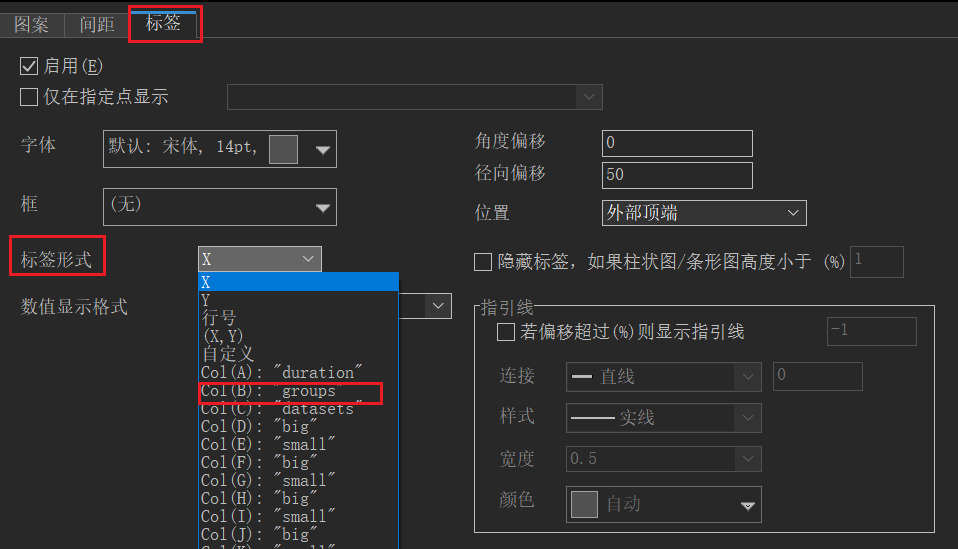 图案 间距 标签
启用(E)
仅在指定点显示
字体 默认: 宋体, 14pt,
角度偏移 0
径向偏移 50
框 (无)
位置 外部顶端
标签形式 X
隐藏标签, 如果柱状图/条形图高度小于 (%) 1
数值显示格式
X
Y
行号
(X,Y)
自定义
Col(A): "duration"
Col(B): "groups"
Col(C): "datasets"
Col(D): "big"
Col(E): "small"
Col(F): "big"
Col(G): "small"
Col(H): "big"
Col(I): "small"
Col(J): "big"
指引线
若偏移超过(%)则显示指引线 -1
连接 直线 0
样式 实线
宽度 0.5
颜色 自动